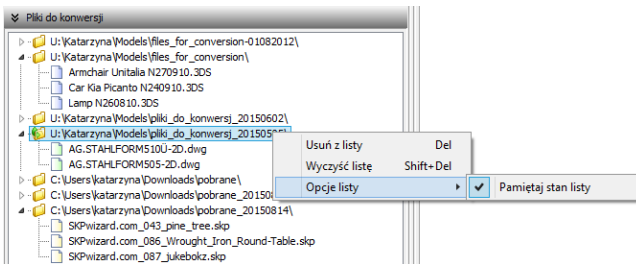 Pliki do konwersji
U:\Katarzyna\Models\files_for_conversion-01082012\
U:\Katarzyna\Models\files_for_conversion\
Armchair Unitalia N270910.3DS
Car Kia Picanto N240910.3DS
Lamp N260810.3DS
U:\Katarzyna\Models\pliki_do_konwersj_20150602\
U:\Katarzyna\Models\pliki_do_konwersj_20150505\
AG.STAHLFORM510Ü-2D.dwg
AG.STAHLFORM505-2D.dwg
C:\Users\katarzyna\Downloads\pobrane\
C:\Users\katarzyna\Downloads\pobrane_20150
C:\Users\katarzyna\Downloads\pobrane_20150814\
SKPwizard.com_043_pine_tree.skp
SKPwizard.com_086_Wrought_Iron_Round-Table.skp
SKPwizard.com_087_jukebokz.skp
Usuń z listy Del
Wyczyść listę Shift+Del
Opcje listy
Pamiętaj stan listy